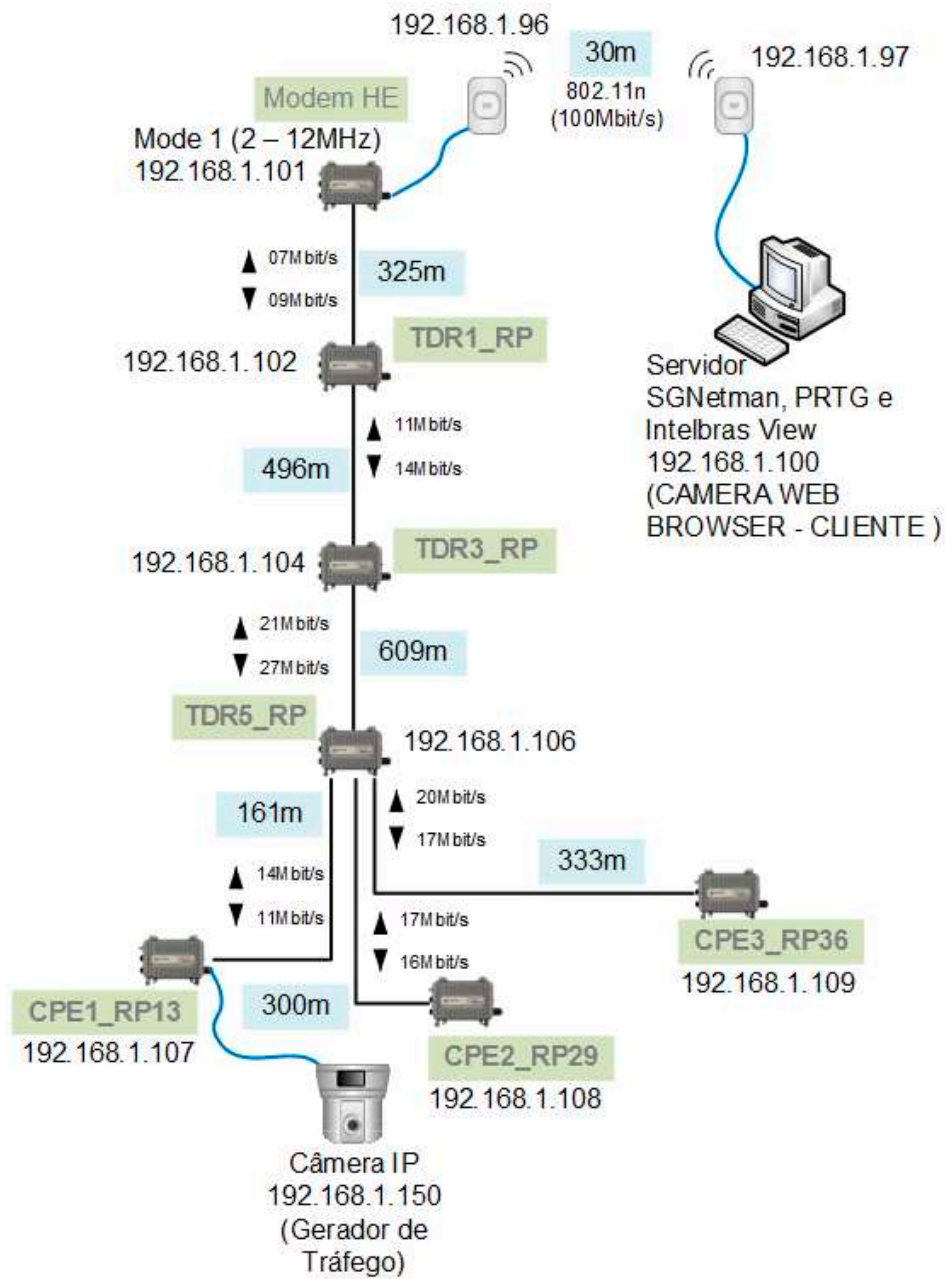 192.168.1.96
30m
192.168.1.97
802.11n
(100Mbit/s)
Modem HE
Mode 1 (2 – 12MHz)
192.168.1.101
07Mbit/s
09Mbit/s
325m
TDR1_RP
192.168.1.102
Servidor
SGNetman, PRTG e
Intelbras View
192.168.1.100
(CAMERA WEB
BROWSER - CLIENTE )
11Mbit/s
14Mbit/s
496m
TDR3_RP
192.168.1.104
21Mbit/s
27Mbit/s
609m
TDR5_RP
192.168.1.106
161m
20Mbit/s
17Mbit/s
333m
14Mbit/s
11Mbit/s
17Mbit/s
16Mbit/s
CPE3_RP36
192.168.1.109
300m
CPE1_RP13
192.168.1.107
CPE2_RP29
192.168.1.108
Câmera IP
192.168.1.150
(Gerador de
Tráfego)